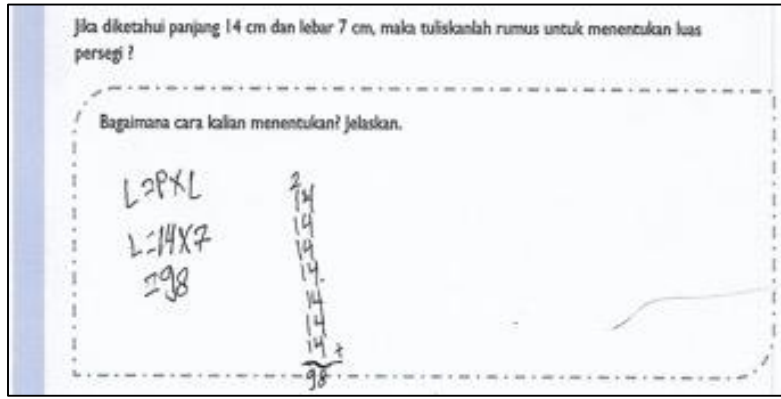 Jika diketahui panjang 14 cm dan lebar 7 cm, maka tuliskanlah rumus untuk menentukan luas
persegi ?
Bagaimana cara kalian menentukan? Jelaskan.
L=PXL
L=14X7
=98
2
14
14
14
14
14
14
14 +
98